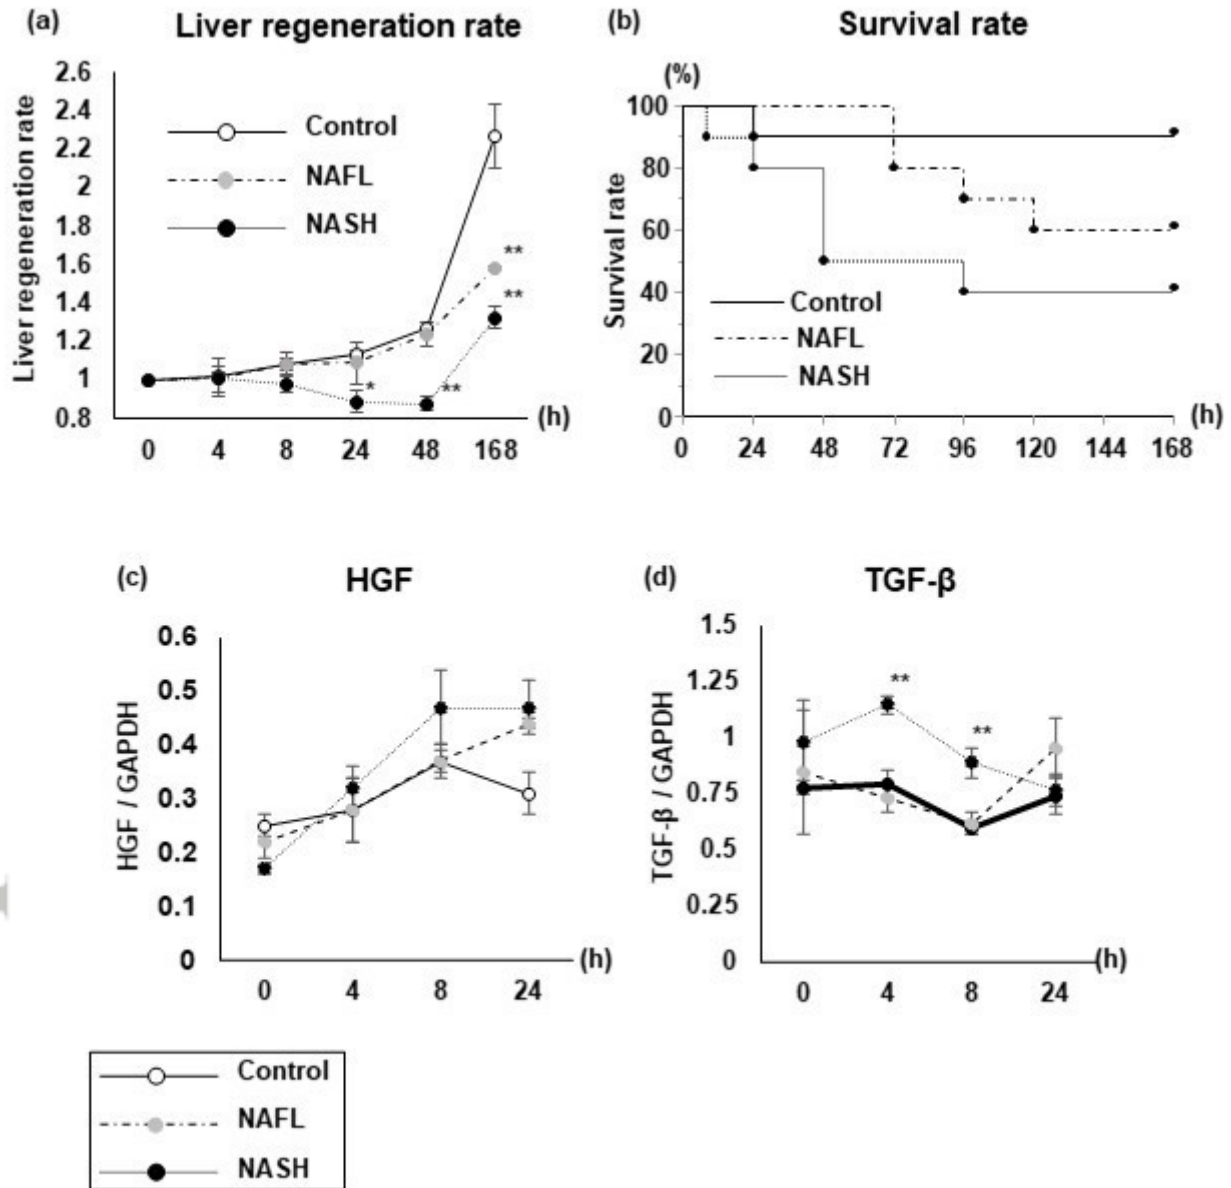 (a) Liver regeneration rate
Liver regeneration rate
2.6
2.4
2.2
2
1.8
1.6
1.4
1.2
1
0.8
Control
NAFL
NASH
**
**
*
**
(h)
0 4 8 24 48 168
(b) Survival rate
(%)
Survival rate
100
80
60
40
20
0
Control
NAFL
NASH
(h)
0 24 48 72 96 120 144 168
(c) HGF
HGF / GAPDH
0.6
0.5
0.4
0.3
0.2
0.1
0
(h)
0 4 8 24
(d) TGF-β
TGF-β / GAPDH
1.5
1.25
1
0.75
0.5
0.25
0
**
**
(h)
0 4 8 24
Control
NAFL
NASH